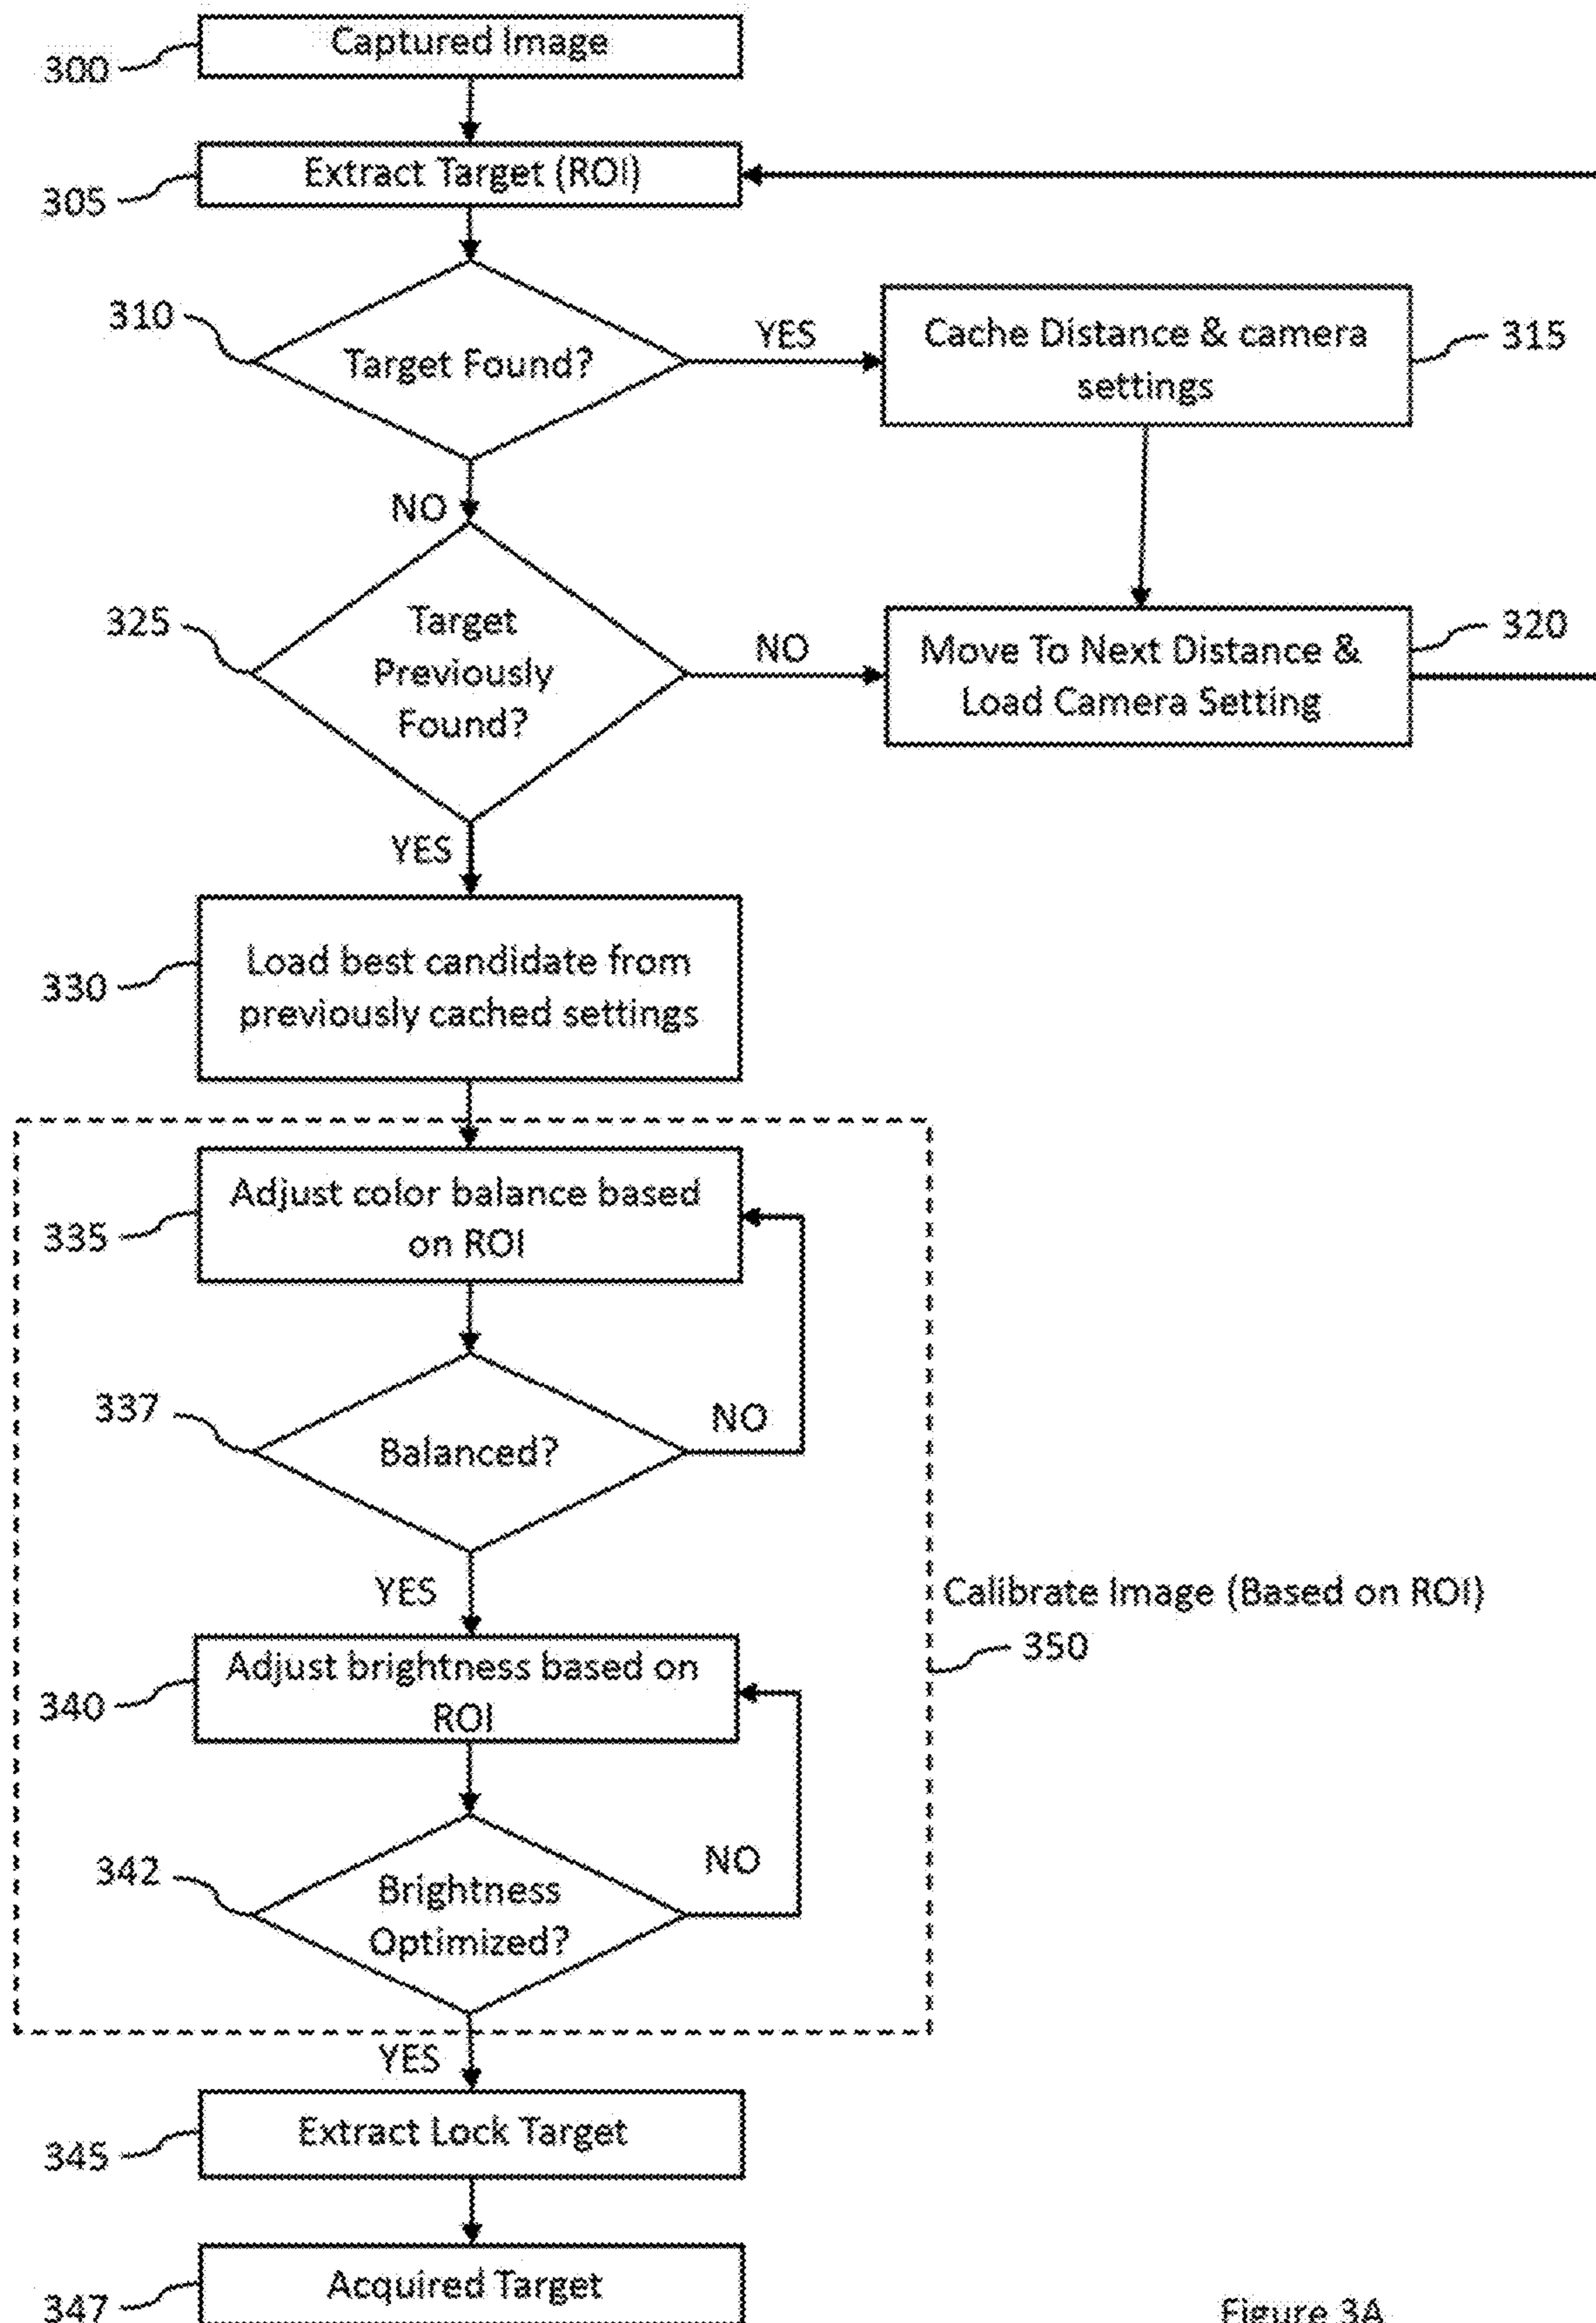 Captured Image
300
Extract Target (ROI)
305
310
Target Found?
YES
Cache Distance & camera
settings
315
NO
325
Target
Previously
Found?
NO
Move To Next Distance &
Load Camera Setting
320
YES
330
Load best candidate from
previously cached settings
335
Adjust color balance based
on ROI
337
Balanced?
NO
YES
Calibrate Image (Based on ROI)
350
340
Adjust brightness based on
ROI
342
Brightness
Optimized?
NO
YES
345
Extract Lock Target
347
Acquired Target
Figure 3A